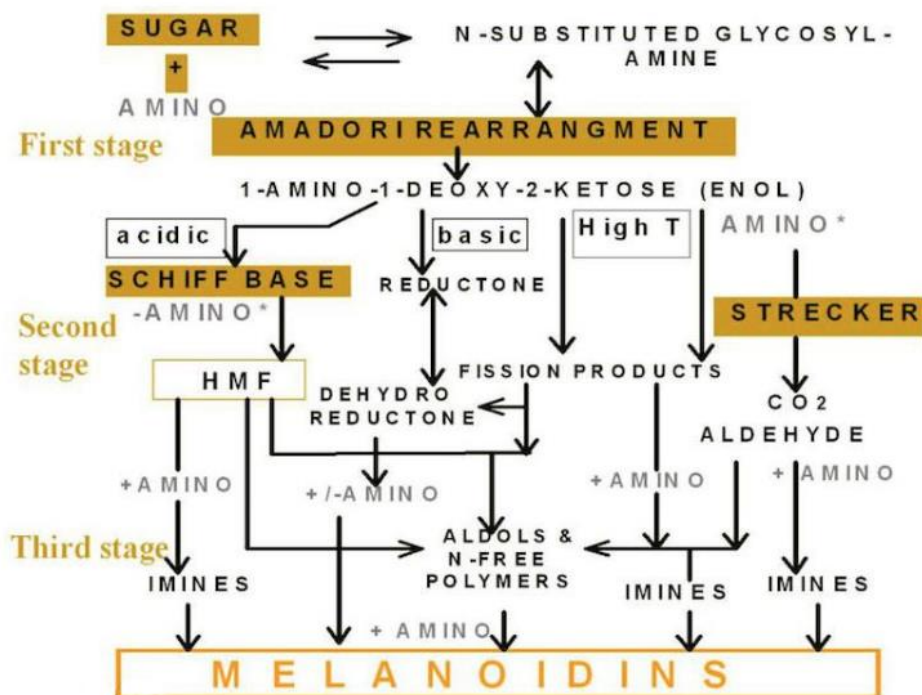 SUGAR
N-SUBSTITUTED GLYCOSYL-
AMINE
+
AMINO
First stage
AMADORIREARRANGMENT
1-AMINO-1-DEOXY-2-KETOSE (ENOL)
acidic
basic
High T
AMINO*
SCHIFF BASE
REDUCTONE
-AMINO*
STRECKER
Second
stage
HMF
FISSION PRODUCTS
DEHYDRO
REDUCTONE
CO2
ALDEHYDE
+AMINO
+/-AMINO
+AMINO
+ AMINO
Third stage
ALDOLS &
N-FREE
POLYMERS
IMINES
IMINES
IMINES
+ AMINO
MELANOIDINS